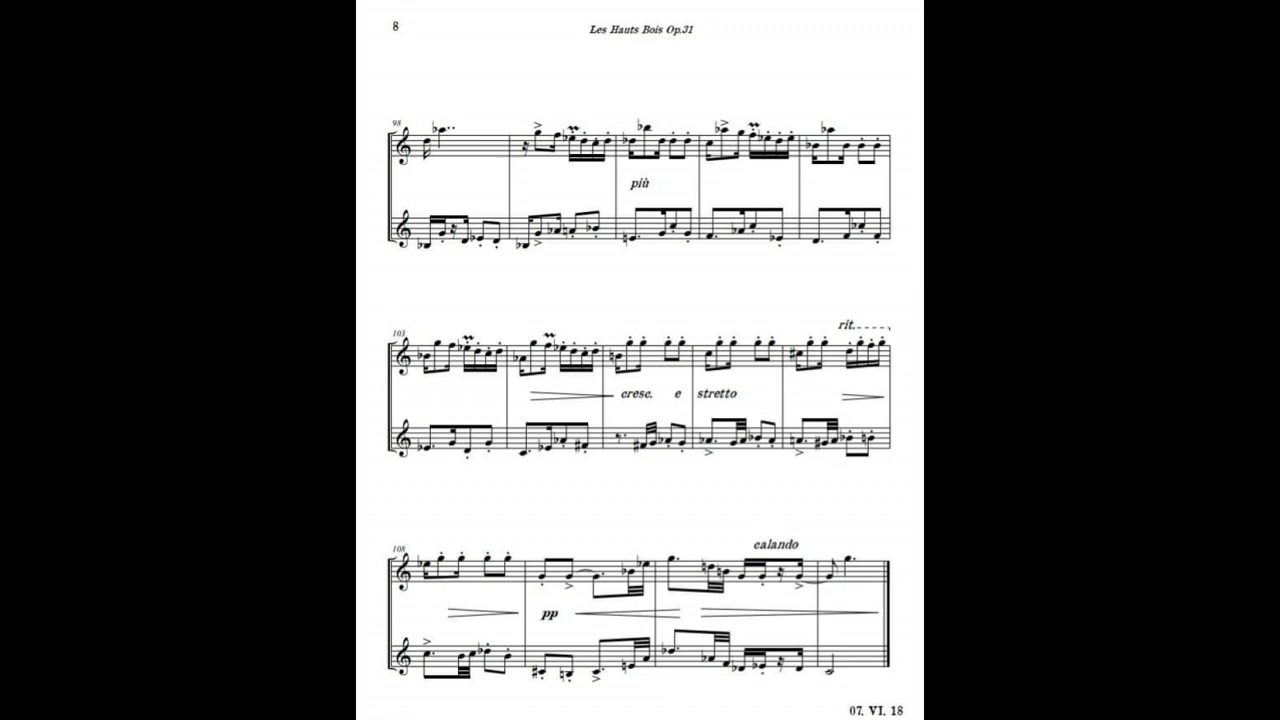 8
Les Hauts Bois Op.31
98
più
103
rit.
cresc. e stretto
108
calando
pp
07. VI. 18